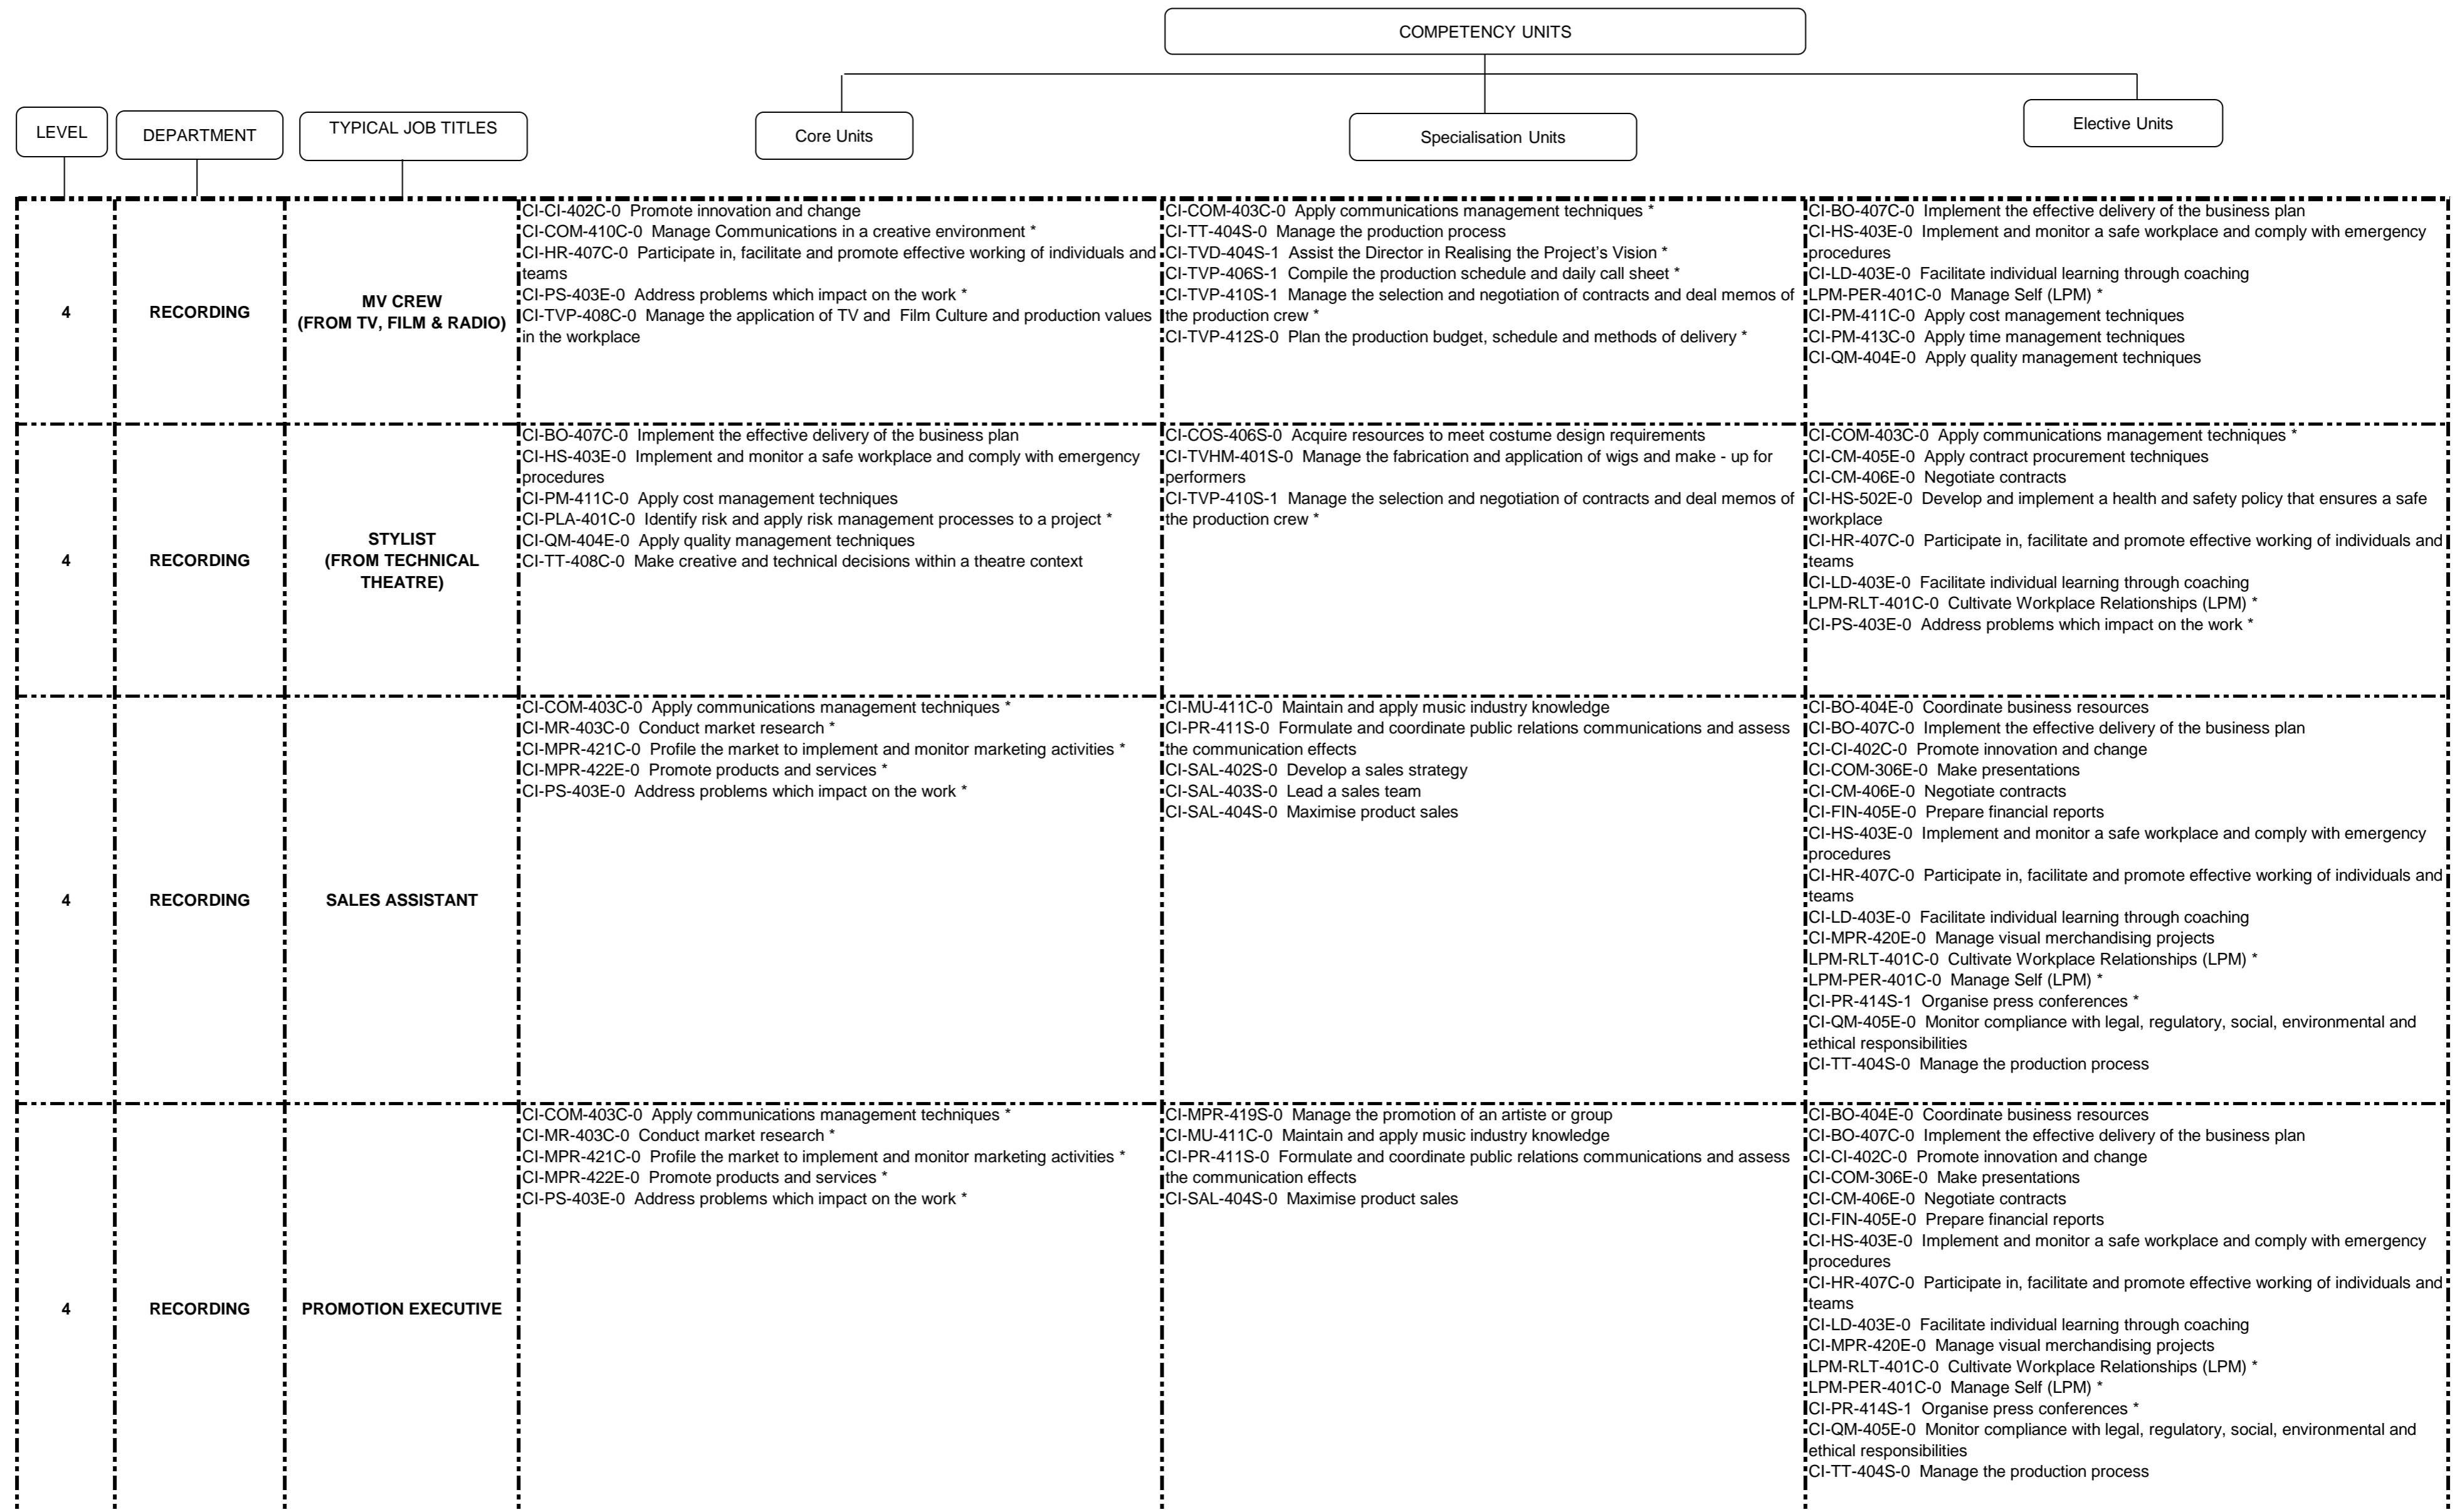 COMPETENCY UNITS
LEVEL
DEPARTMENT
TYPICAL JOB TITLES
Core Units
Specialisation Units
Elective Units
4
RECORDING
MV CREW
(FROM TV, FILM & RADIO)
CI-CI-402C-0 Promote innovation and change
CI-COM-410C-0 Manage Communications in a creative environment *
CI-HR-407C-0 Participate in, facilitate and promote effective working of individuals and
teams
CI-PS-403E-0 Address problems which impact on the work *
CI-TVP-408C-0 Manage the application of TV and Film Culture and production values
in the workplace
CI-COM-403C-0 Apply communications management techniques *
CI-TT-404S-0 Manage the production process
CI-TVD-404S-1 Assist the Director in Realising the Project's Vision *
CI-TVP-406S-1 Compile the production schedule and daily call sheet *
CI-TVP-410S-1 Manage the selection and negotiation of contracts and deal memos of
the production crew *
CI-TVP-412S-0 Plan the production budget, schedule and methods of delivery *
CI-BO-407C-0 Implement the effective delivery of the business plan
CI-HS-403E-0 Implement and monitor a safe workplace and comply with emergency
procedures
CI-LD-403E-0 Facilitate individual learning through coaching
LPM-PER-401C-0 Manage Self (LPM) *
CI-PM-411C-0 Apply cost management techniques
CI-PM-413C-0 Apply time management techniques
CI-QM-404E-0 Apply quality management techniques
4
RECORDING
STYLIST
(FROM TECHNICAL
THEATRE)
CI-BO-407C-0 Implement the effective delivery of the business plan
CI-HS-403E-0 Implement and monitor a safe workplace and comply with emergency
procedures
CI-PM-411C-0 Apply cost management techniques
CI-PLA-401C-0 Identify risk and apply risk management processes to a project *
CI-QM-404E-0 Apply quality management techniques
CI-TT-408C-0 Make creative and technical decisions within a theatre context
CI-COS-406S-0 Acquire resources to meet costume design requirements
CI-TVHM-401S-0 Manage the fabrication and application of wigs and make - up for
performers
CI-TVP-410S-1 Manage the selection and negotiation of contracts and deal memos of
the production crew *
CI-COM-403C-0 Apply communications management techniques *
CI-CM-405E-0 Apply contract procurement techniques
CI-CM-406E-0 Negotiate contracts
CI-HS-502E-0 Develop and implement a health and safety policy that ensures a safe
workplace
CI-HR-407C-0 Participate in, facilitate and promote effective working of individuals and
teams
CI-LD-403E-0 Facilitate individual learning through coaching
LPM-RLT-401C-0 Cultivate Workplace Relationships (LPM) *
CI-PS-403E-0 Address problems which impact on the work *
4
RECORDING
SALES ASSISTANT
CI-COM-403C-0 Apply communications management techniques *
CI-MR-403C-0 Conduct market research *
CI-MPR-421C-0 Profile the market to implement and monitor marketing activities *
CI-MPR-422E-0 Promote products and services *
CI-PS-403E-0 Address problems which impact on the work *
CI-MU-411C-0 Maintain and apply music industry knowledge
CI-PR-411S-0 Formulate and coordinate public relations communications and assess
the communication effects
CI-SAL-402S-0 Develop a sales strategy
CI-SAL-403S-0 Lead a sales team
CI-SAL-404S-0 Maximise product sales
CI-BO-404E-0 Coordinate business resources
CI-BO-407C-0 Implement the effective delivery of the business plan
CI-CI-402C-0 Promote innovation and change
CI-COM-306E-0 Make presentations
CI-CM-406E-0 Negotiate contracts
CI-FIN-405E-0 Prepare financial reports
CI-HS-403E-0 Implement and monitor a safe workplace and comply with emergency
procedures
CI-HR-407C-0 Participate in, facilitate and promote effective working of individuals and
teams
CI-LD-403E-0 Facilitate individual learning through coaching
CI-MPR-420E-0 Manage visual merchandising projects
LPM-RLT-401C-0 Cultivate Workplace Relationships (LPM) *
LPM-PER-401C-0 Manage Self (LPM) *
CI-PR-414S-1 Organise press conferences *
CI-QM-405E-0 Monitor compliance with legal, regulatory, social, environmental and
ethical responsibilities
CI-TT-404S-0 Manage the production process
4
RECORDING
PROMOTION EXECUTIVE
CI-COM-403C-0 Apply communications management techniques *
CI-MR-403C-0 Conduct market research *
CI-MPR-421C-0 Profile the market to implement and monitor marketing activities *
CI-MPR-422E-0 Promote products and services *
CI-PS-403E-0 Address problems which impact on the work *
CI-MPR-419S-0 Manage the promotion of an artiste or group
CI-MU-411C-0 Maintain and apply music industry knowledge
CI-PR-411S-0 Formulate and coordinate public relations communications and assess
the communication effects
CI-SAL-404S-0 Maximise product sales
CI-BO-404E-0 Coordinate business resources
CI-BO-407C-0 Implement the effective delivery of the business plan
CI-CI-402C-0 Promote innovation and change
CI-COM-306E-0 Make presentations
CI-CM-406E-0 Negotiate contracts
CI-FIN-405E-0 Prepare financial reports
CI-HS-403E-0 Implement and monitor a safe workplace and comply with emergency
procedures
CI-HR-407C-0 Participate in, facilitate and promote effective working of individuals and
teams
CI-LD-403E-0 Facilitate individual learning through coaching
CI-MPR-420E-0 Manage visual merchandising projects
LPM-RLT-401C-0 Cultivate Workplace Relationships (LPM) *
LPM-PER-401C-0 Manage Self (LPM) *
CI-PR-414S-1 Organise press conferences *
CI-QM-405E-0 Monitor compliance with legal, regulatory, social, environmental and
ethical responsibilities
CI-TT-404S-0 Manage the production process